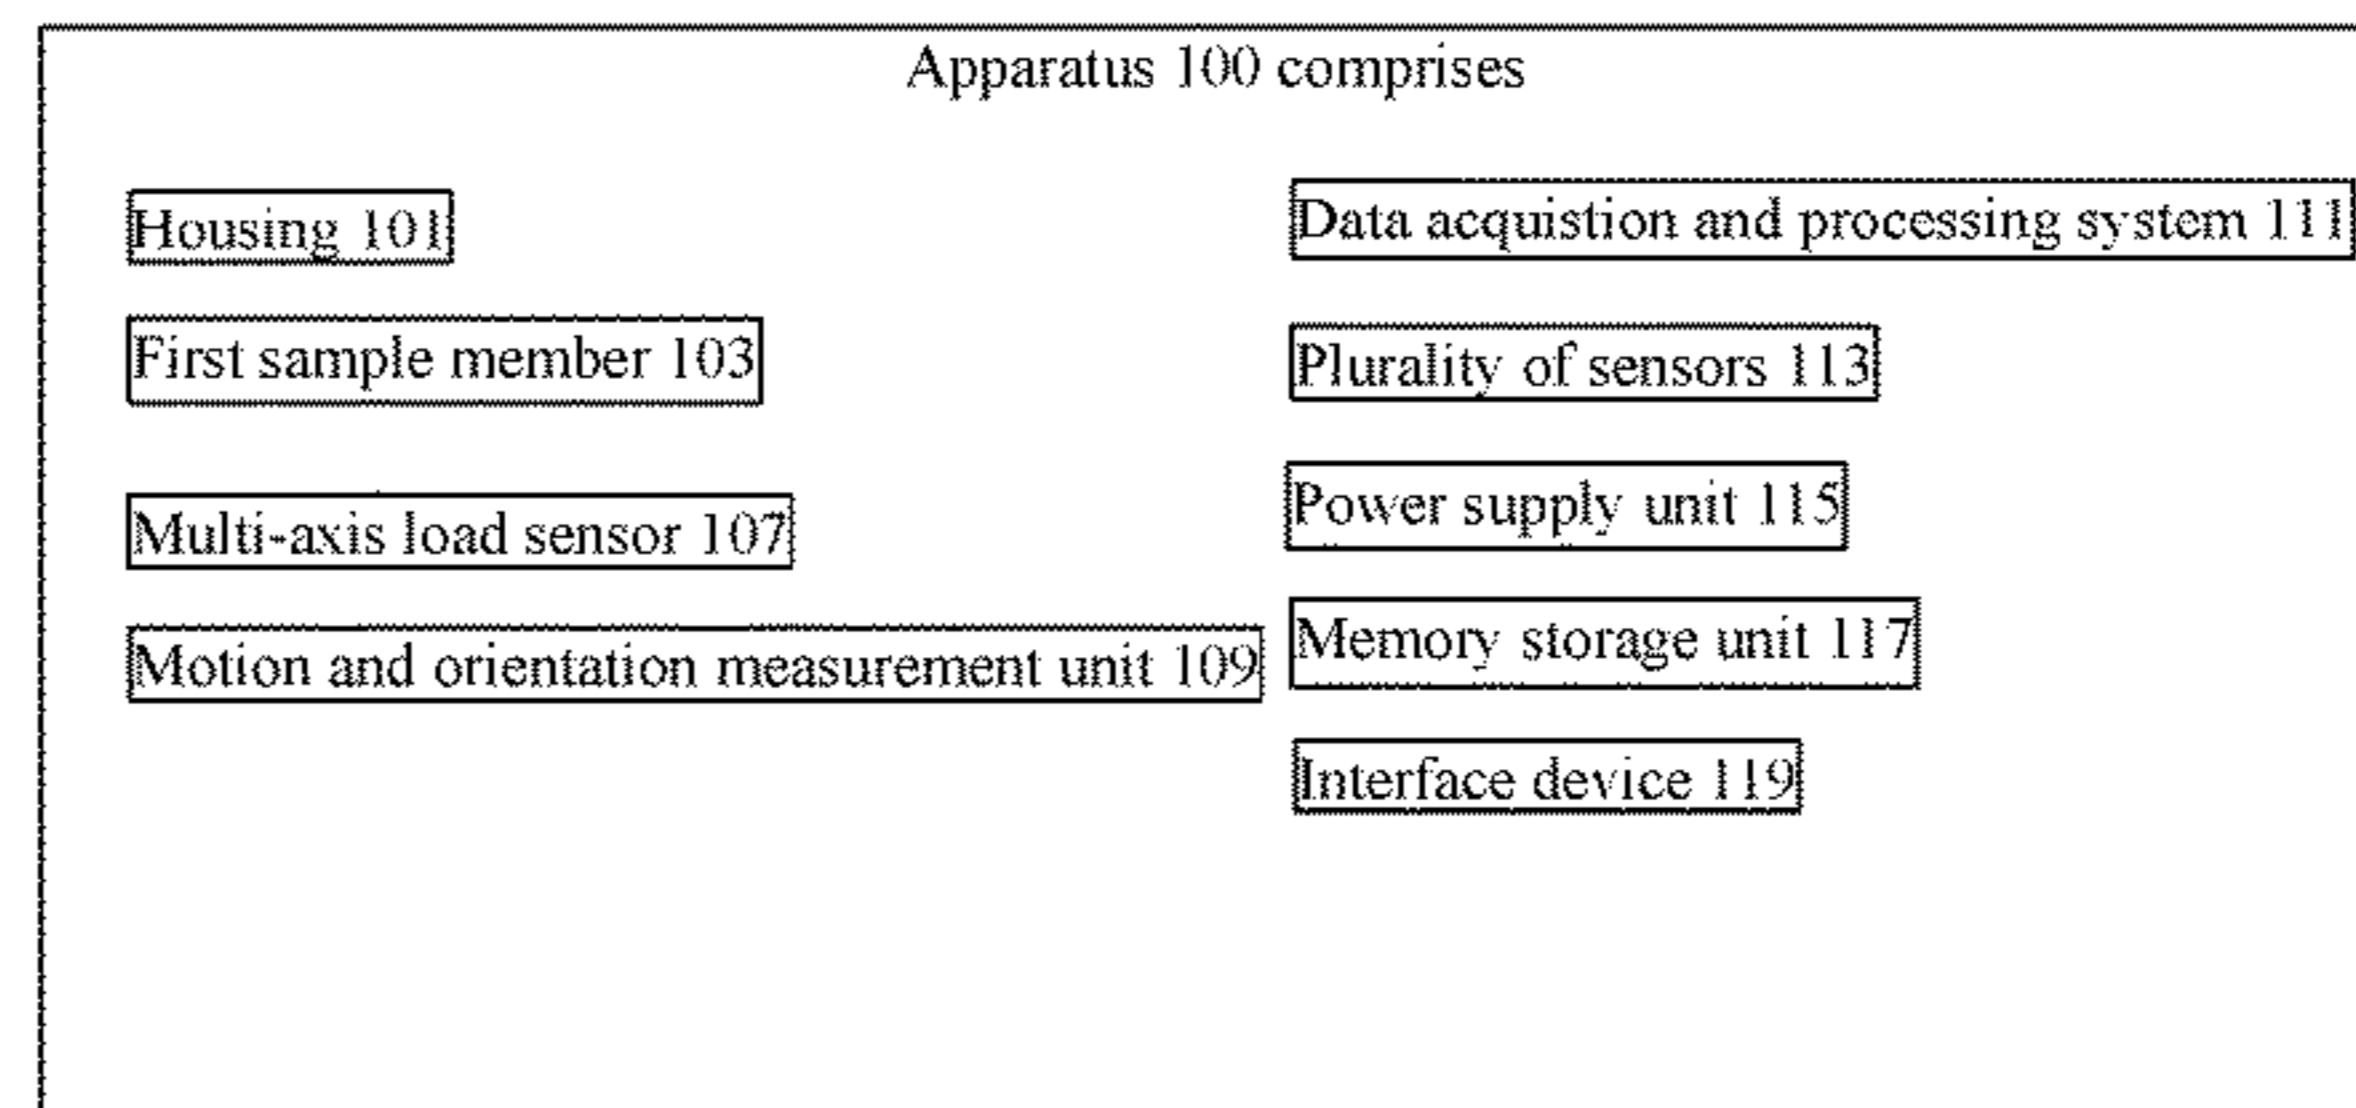 Apparatus 100 comprises
Housing 101
First sample member 103
Multi-axis load sensor 107
Motion and orientation measurement unit 109
Data acquistion and processing system 111
Plurality of sensors 113
Power supply unit 115
Memory storage unit 117
Interface device 119